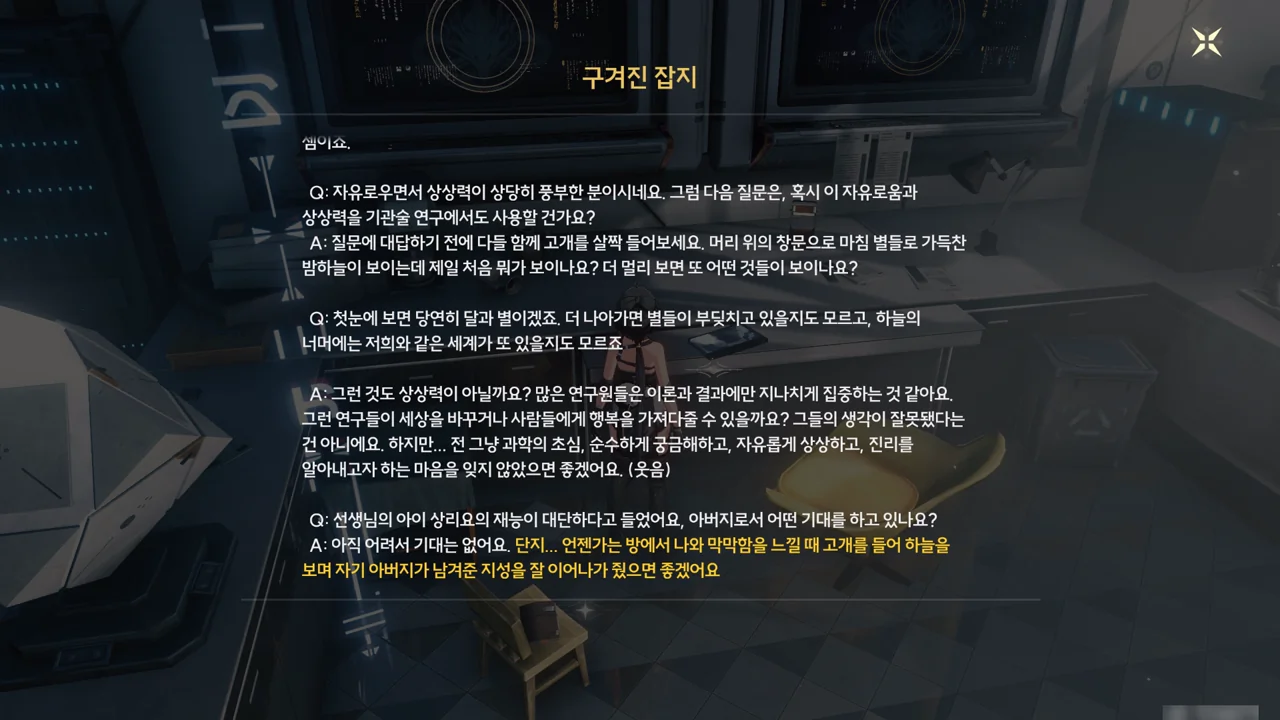 구겨진 잡지
셈이죠.
Q: 자유로우면서 상상력이 상당히 풍부한 분이시네요. 그럼 다음 질문은, 혹시 이 자유로움과
상상력을 기관술 연구에서도 사용할 건가요?
A: 질문에 대답하기 전에 다들 함께 고개를 살짝 들어보세요. 머리 위의 창문으로 마침 별들로 가득찬
밤하늘이 보이는데 제일 처음 뭐가 보이나요? 더 멀리 보면 또 어떤 것들이 보이나요?
Q: 첫눈에 보면 당연히 달과 별이겠죠. 더 나아가면 별들이 부딪치고 있을지도 모르고, 하늘의
너머에는 저희와 같은 세계가 또 있을지도 모르죠
A: 그런 것도 상상력이 아닐까요? 많은 연구원들은 이론과 결과에만 지나치게 집중하는 것 같아요.
그런 연구들이 세상을 바꾸거나 사람들에게 행복을 가져다줄 수 있을까요? 그들의 생각이 잘못됐다는
건 아니에요. 하지만... 전 그냥 과학의 초심, 순수하게 궁금해하고, 자유롭게 상상하고, 진리를
알아내고자 하는 마음을 잊지 않았으면 좋겠어요. (웃음)
Q: 선생님의 아이 상리요의 재능이 대단하다고 들었어요, 아버지로서 어떤 기대를 하고 있나요?
A: 아직 어려서 기대는 없어요. 단지... 언젠가는 방에서 나와 막막함을 느낄 때 고개를 들어 하늘을
보며 자기 아버지가 남겨준 지성을 잘 이어나가 줬으면 좋겠어요